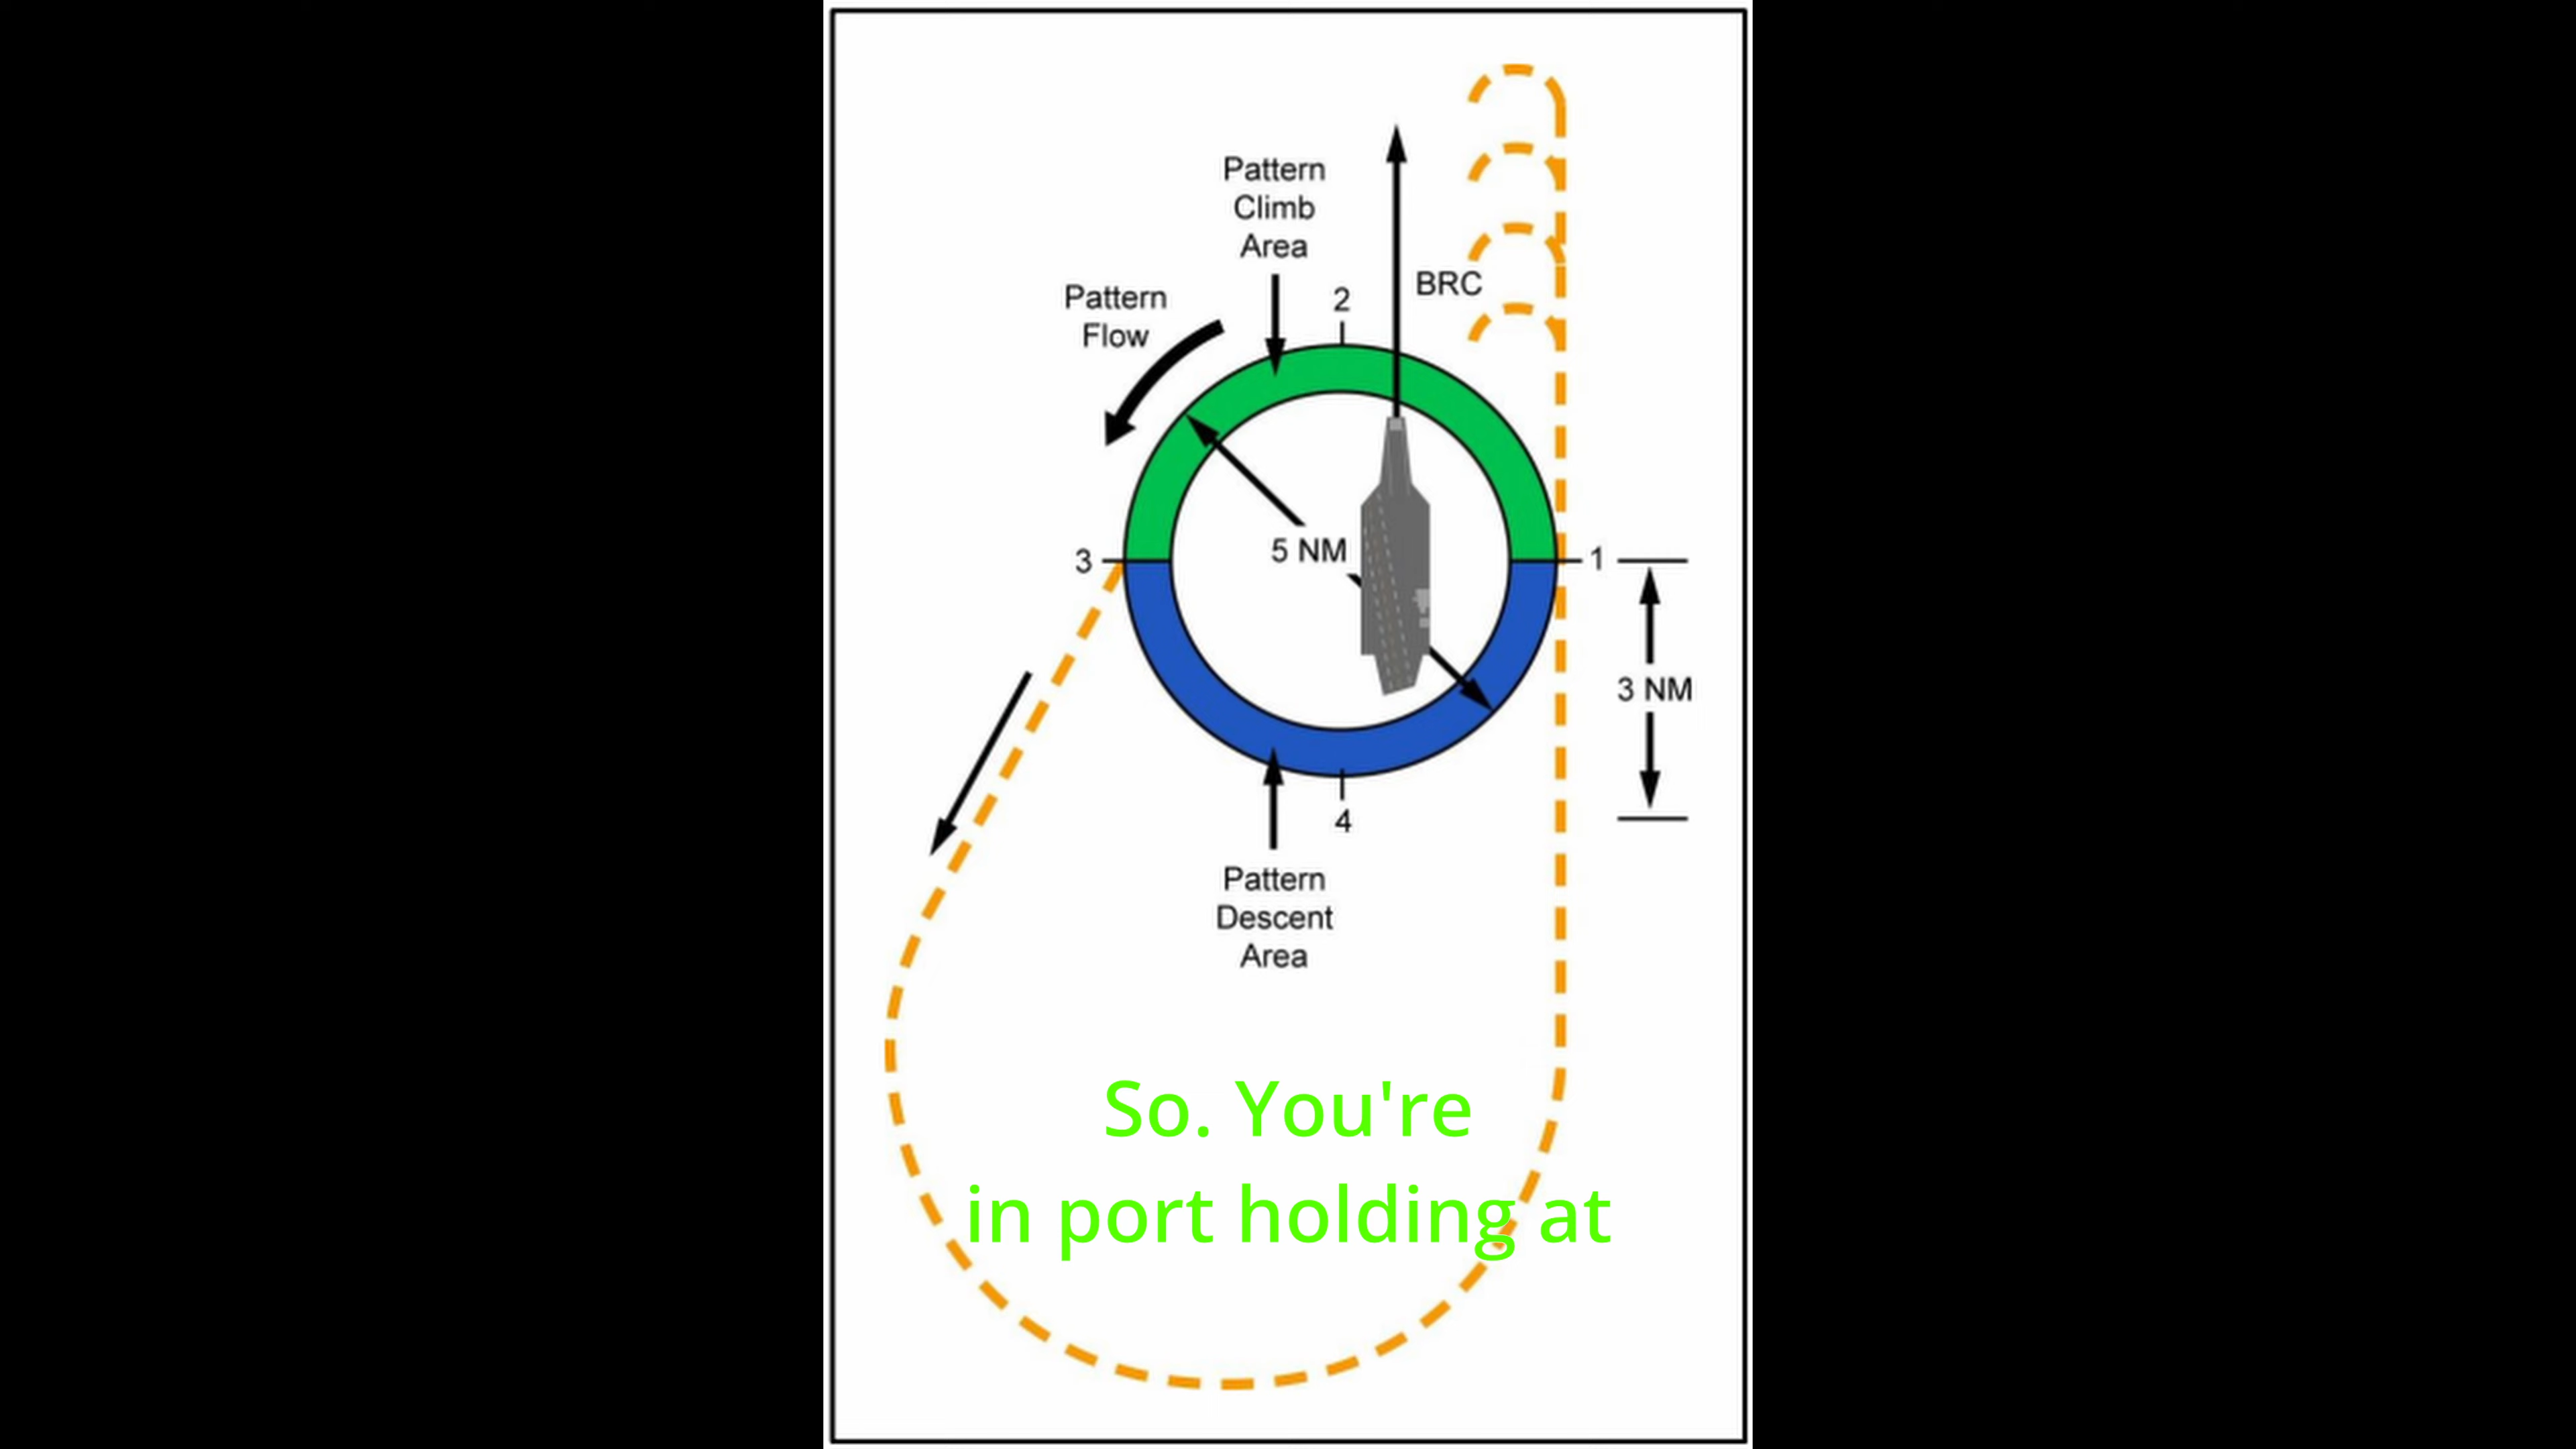 Pattern
Climb
Area
Pattern
Flow
2
BRC
3
5 NM
1
3 NM
4
Pattern
Descent
Area
So. You're
in port holding at